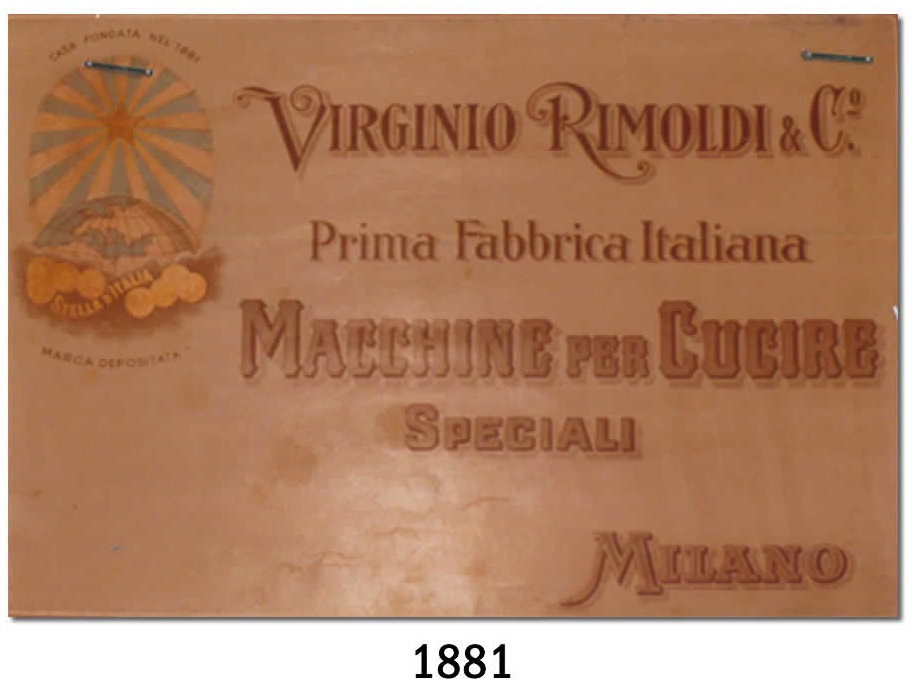 CASA FONDATA NEL 1881
VIRGINIO RIMOLDI & Cº.
Prima Fabbrica Italiana
MACCHINE PER CUCIRE
SPECIALI
MILANO
STELLA D'ITALIA
MARCA DEPOSITATA
1881